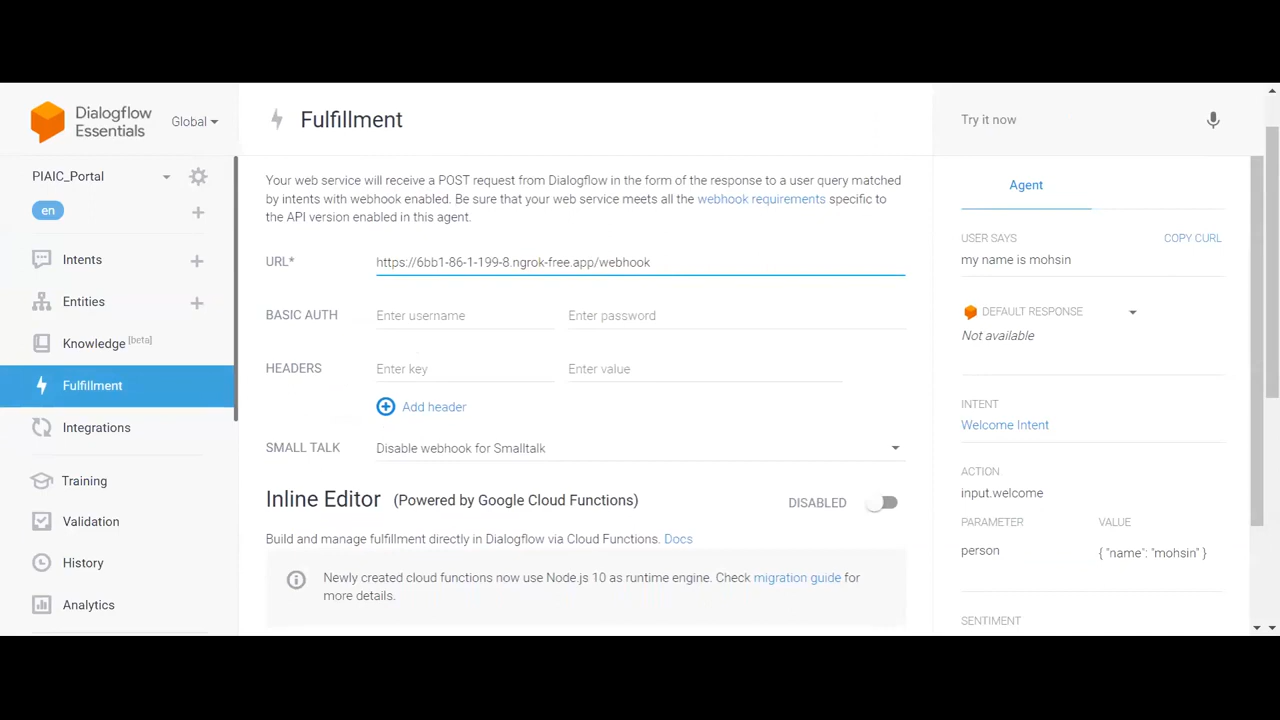 Dialogflow
Essentials
Global
PIAIC_Portal
en
Intents
Entities
Knowledge [beta]
Fulfillment
Integrations
Training
Validation
History
Analytics
Fulfillment
Your web service will receive a POST request from Dialogflow in the form of the response to a user query matched
by intents with webhook enabled. Be sure that your web service meets all the webhook requirements specific to
the API version enabled in this agent.
URL* https://6bb1-86-1-199-8.ngrok-free.app/webhook
BASIC AUTH Enter username Enter password
HEADERS Enter key Enter value
Add header
SMALL TALK Disable webhook for Smalltalk
Inline Editor (Powered by Google Cloud Functions) DISABLED
Build and manage fulfillment directly in Dialogflow via Cloud Functions. Docs
Newly created cloud functions now use Node.js 10 as runtime engine. Check migration guide for
more details.
Try it now
Agent
USER SAYS COPY CURL
my name is mohsin
DEFAULT RESPONSE
Not available
INTENT
Welcome Intent
ACTION
input.welcome
PARAMETER VALUE
person { "name": "mohsin" }
SENTIMENT